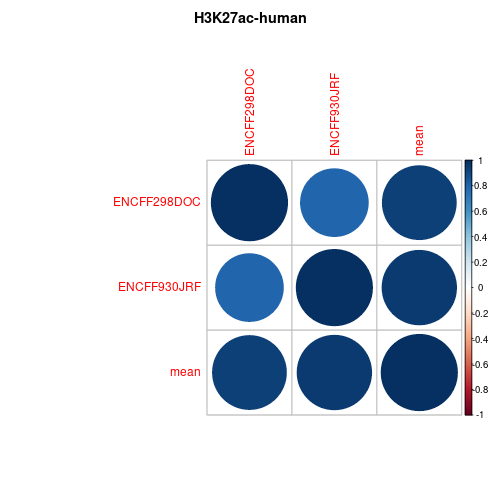 H3K27ac-human
ENCFF298DOC
ENCFF930JRF
mean
ENCFF298DOC
ENCFF930JRF
mean
1
0.8
0.6
0.4
0.2
0
-0.2
-0.4
-0.6
-0.8
-1